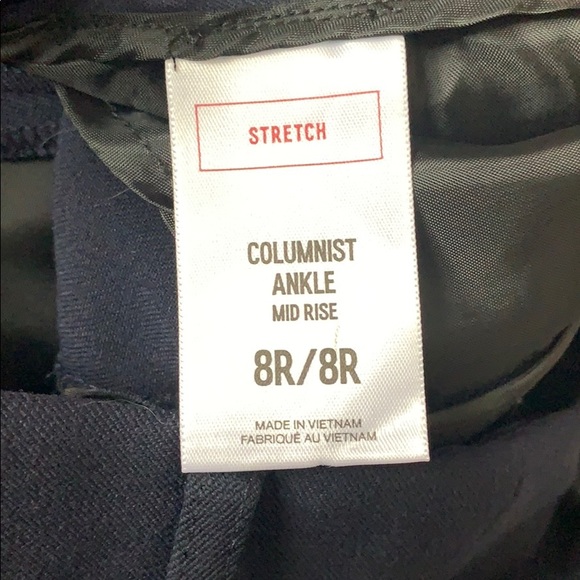 STRETCH
COLUMNIST
ANKLE
MID RISE
8R/8R
MADE IN VIETNAM
FABRIQUÉ AU VIETNAM